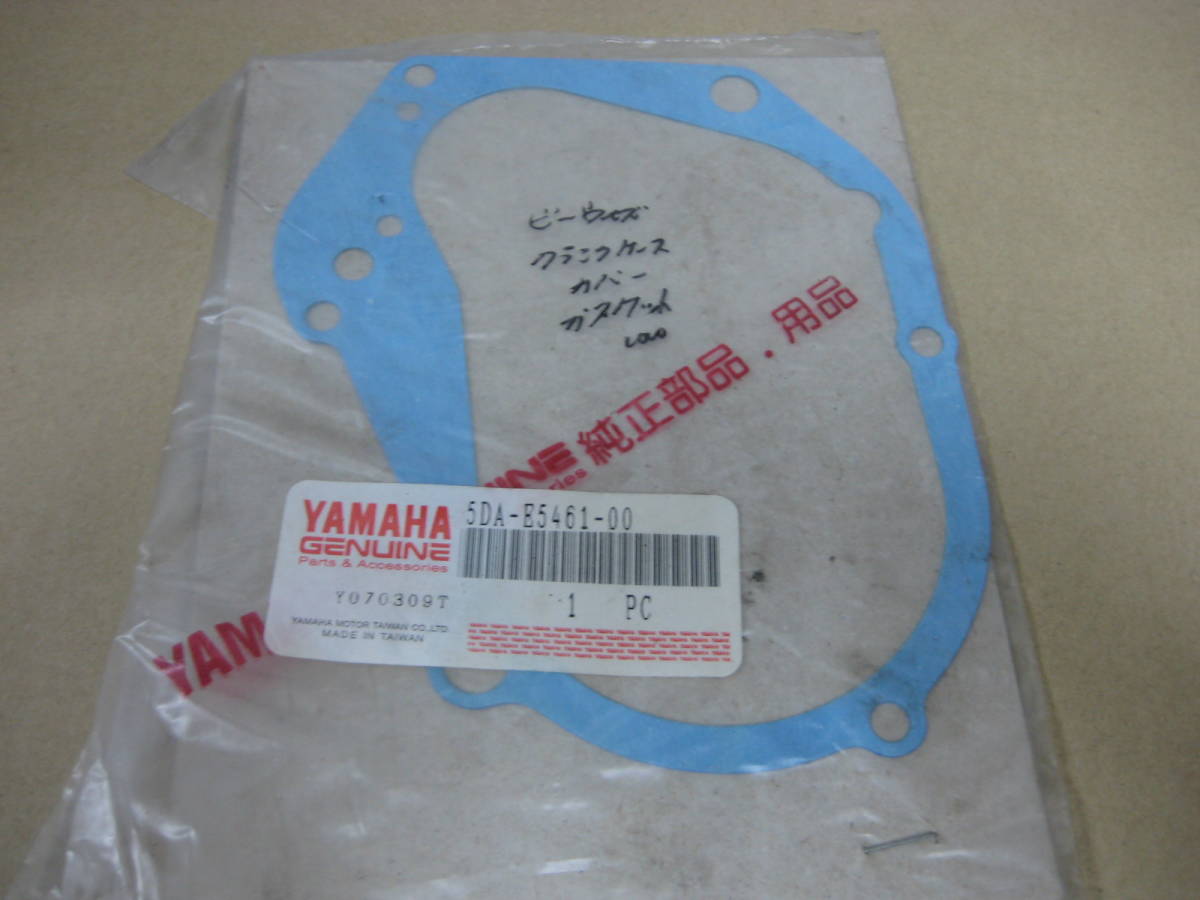 ビーウィズ
クランクケース
カバー
ガスケット
純正部品.用品
YAMAHA
GENUINE
Parts & Accessories
5DA-E5461-00
Y070309T
1 PC
YAMAHA MOTOR TAIWAN CO.,LTD.
MADE IN TAIWAN
YAM